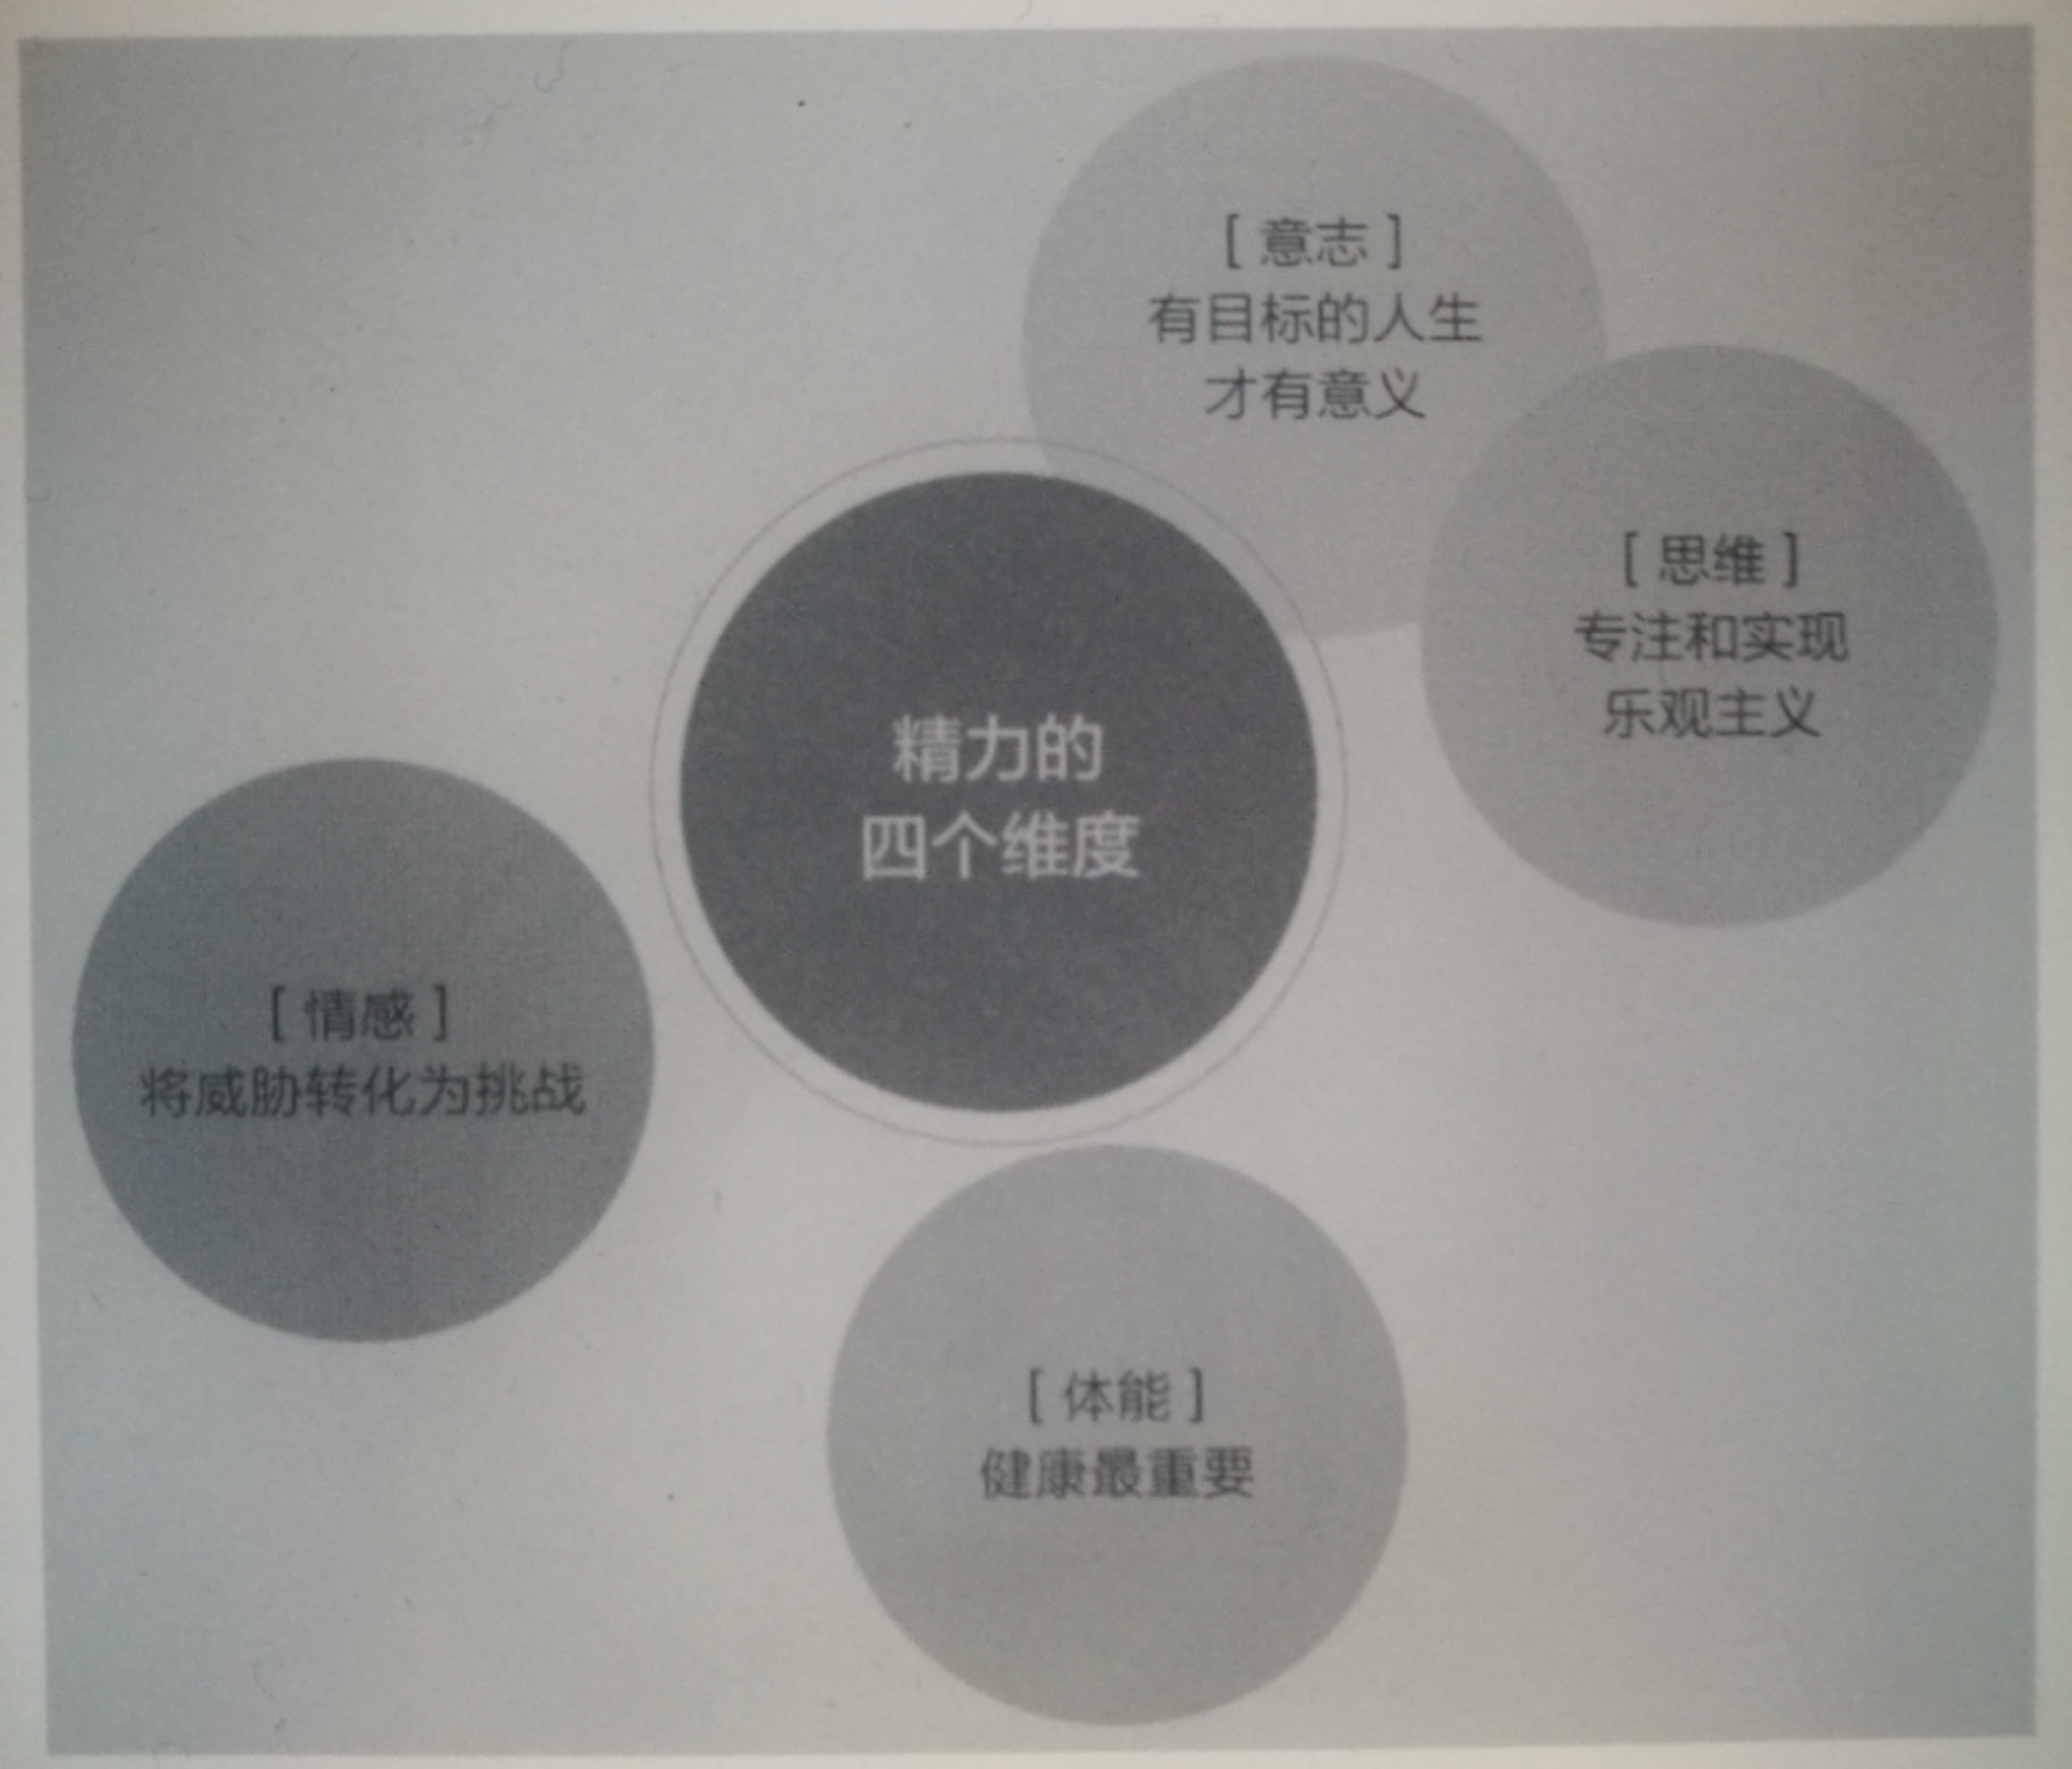 [ 意志 ]
有目标的人生
才有意义
[ 思维 ]
专注和实现
乐观主义
精力的
四个维度
[ 情感 ]
将威胁转化为挑战
[ 体能 ]
健康最重要